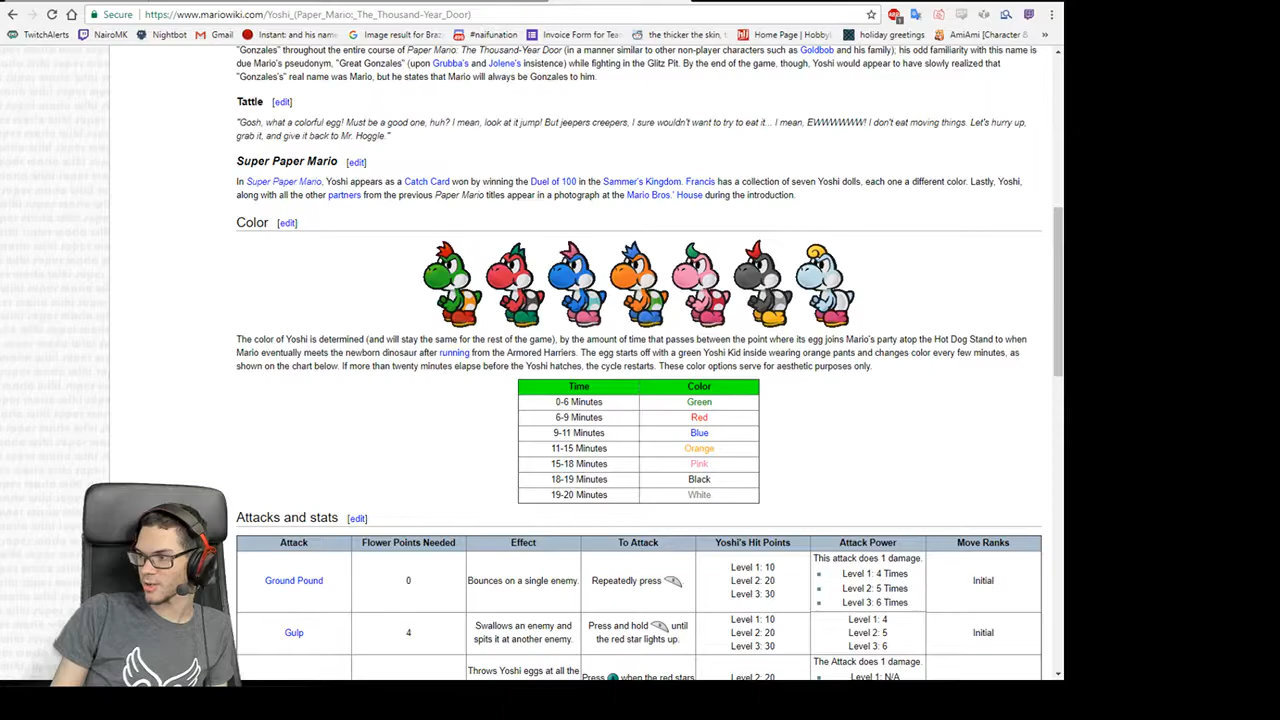 Secure https://www.mariowiki.com/Yoshi_(Paper_Mario:_The_Thousand-Year_Door)
TwitchAlerts NairoMK Nightbot Gmail Image result for Braz Instant: and his name #naifunation Invoice Form for Team the thicker the skin, Home Page | Hobby holiday greetings AmiAmi [Character & »
"Gonzales" throughout the entire course of Paper Mario: The Thousand-Year Door (in a manner similar to other non-player characters such as Goldbob and his family); his odd familiarity with this name is
due Mario's pseudonym, "Great Gonzales" (upon Grubba's and Jolene's insistence) while fighting in the Glitz Pit. By the end of the game, though, Yoshi would appear to have slowly realized that
"Gonzales's" real name was Mario, but he states that Mario will always be Gonzales to him.
Tattle [edit]
"Gosh, what a colorful egg! Must be a good one, huh? I mean, look at it jump! But jeepers creepers, I sure wouldn't want to try to eat it... I mean, EWWWWWWW! I don't eat moving things. Let's hurry up,
grab it, and give it back to Mr. Hoggle."
Super Paper Mario [edit]
In Super Paper Mario, Yoshi appears as a Catch Card won by winning the Duel of 100 in the Sammer's Kingdom. Francis has a collection of seven Yoshi dolls, each one a different color. Lastly, Yoshi,
along with all the other partners from the previous Paper Mario titles appear in a photograph at the Mario Bros.' House during the introduction.
Color [edit]
The color of Yoshi is determined (and will stay the same for the rest of the game), by the amount of time that passes between the point where its egg joins Mario's party atop the Hot Dog Stand to when
Mario eventually meets the newborn dinosaur after running from the Armored Harriers. The egg starts off with a green Yoshi Kid inside wearing orange pants and changes color every few minutes, as
shown on the chart below. If more than twenty minutes elapse before the Yoshi hatches, the cycle restarts. These color options serve for aesthetic purposes only.
Time Color
0-6 Minutes Green
6-9 Minutes Red
9-11 Minutes Blue
11-15 Minutes Orange
15-18 Minutes Pink
18-19 Minutes Black
19-20 Minutes White
Attacks and stats [edit]
Attack Flower Points Needed Effect To Attack Yoshi's Hit Points Attack Power Move Ranks
Ground Pound 0 Bounces on a single enemy. Repeatedly press Level 1: 10 Level 2: 20 Level 3: 30 This attack does 1 damage. Level 1: 4 Times Level 2: 5 Times Level 3: 6 Times Initial
Gulp 4 Swallows an enemy and spits it at another enemy. Press and hold until the red star lights up. Level 1: 10 Level 2: 20 Level 3: 30 Level 1: 4 Level 2: 5 Level 3: 6 Initial
Throws Yoshi eggs at all the Press when the red stars Level 2: 20 The Attack does 1 damage. Level 1: N/A